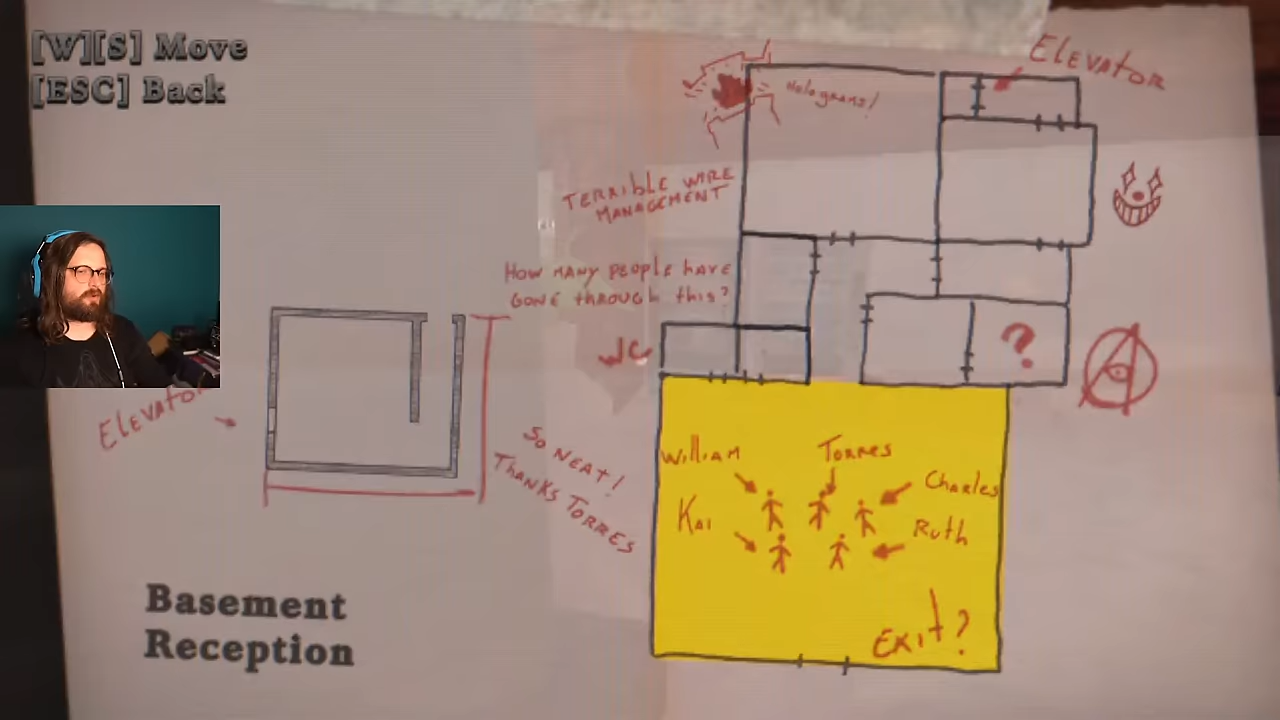 [W][S] Move
[ESC] Back
Elevator
Holograms!
TERRIBLE WIRE
MANAGEMENT
HOW MANY PEOPLE HAVE
GONE THROUGH THIS?
?
Elevator
So NEAT!
THANKS TORRES
William
Torres
Charles
Kai
Ruth
Exit?
Basement
Reception